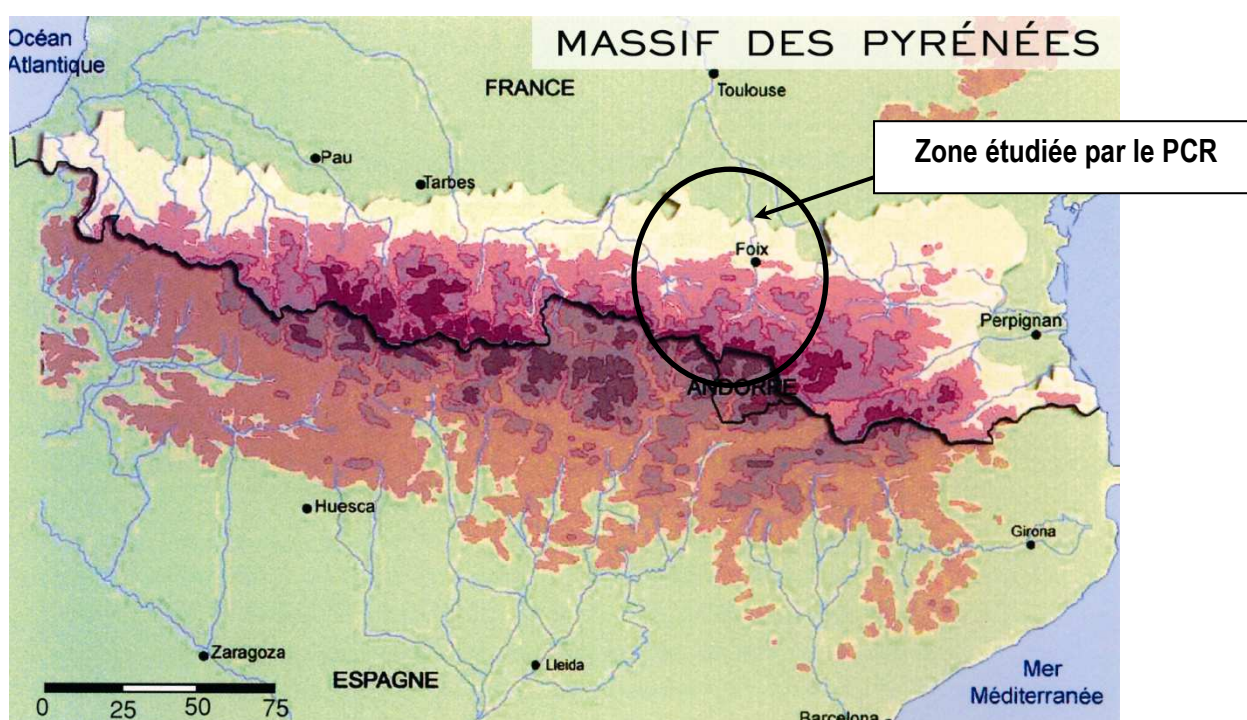 MASSIF DES PYRÉNÉES
Océan
Atlantique
FRANCE
Toulouse
Zone étudiée par le PCR
Pau
Tarbes
Foix
Perpignan
ANDORRE
Huesca
Girona
Zaragoza
Lleida
ESPAGNE
Mer
Méditerranée
0 25 50 75
Barcelona